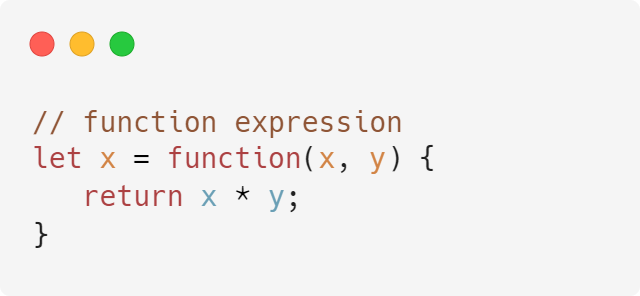 // function expression
let x = function(x, y) {
   return x * y;
}